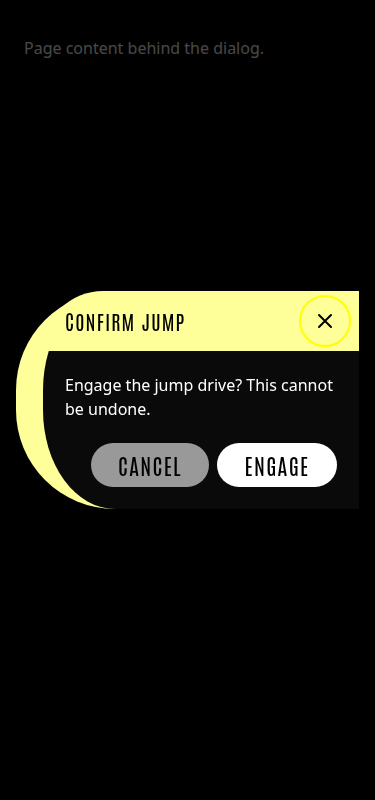 Page content behind the dialog.
CONFIRM JUMP
Engage the jump drive? This cannot
be undone.
CANCEL
ENGAGE